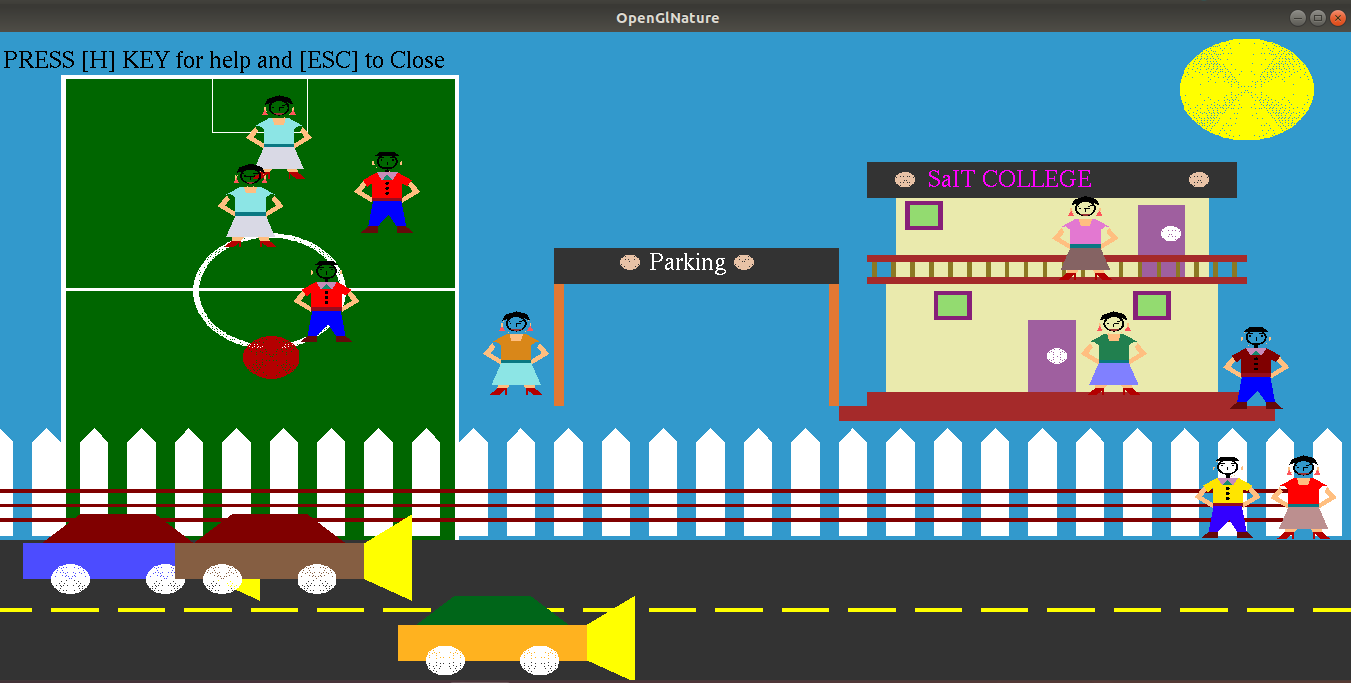 OpenGlNature
PRESS [H] KEY for help and [ESC] to Close
SaIT COLLEGE
Parking